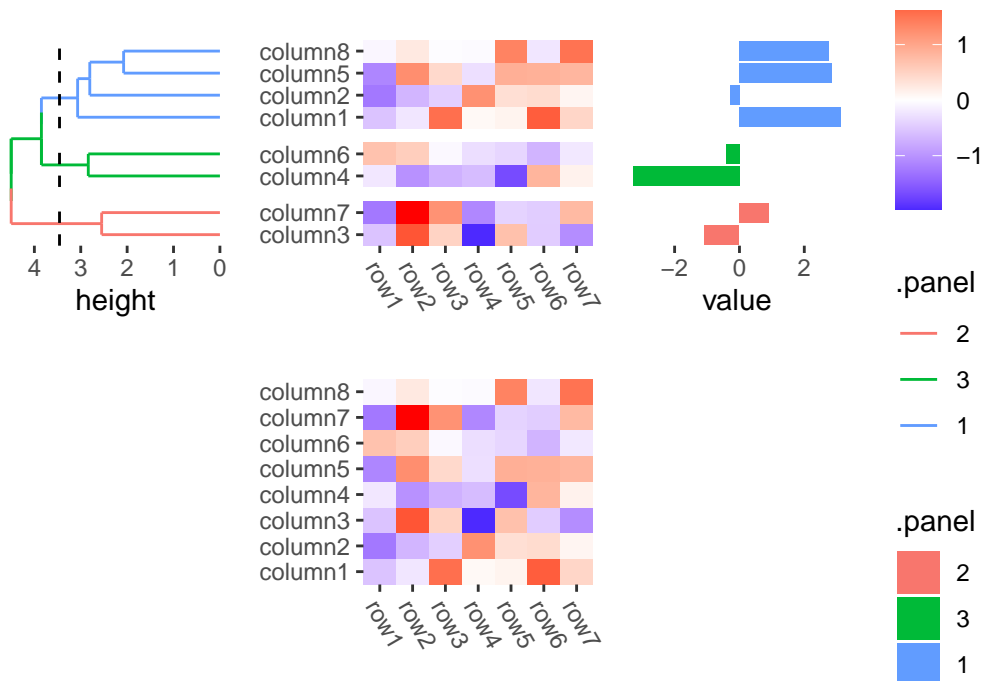 column8
column5
column2
column1
column6
column4
column7
column3
4 3 2 1 0
height
row1 row2 row3 row4 row5 row6 row7
−2 0 2
value
1
0
−1
.panel
2
3
1
column8
column7
column6
column5
column4
column3
column2
column1
row1 row2 row3 row4 row5 row6 row7
.panel
2
3
1